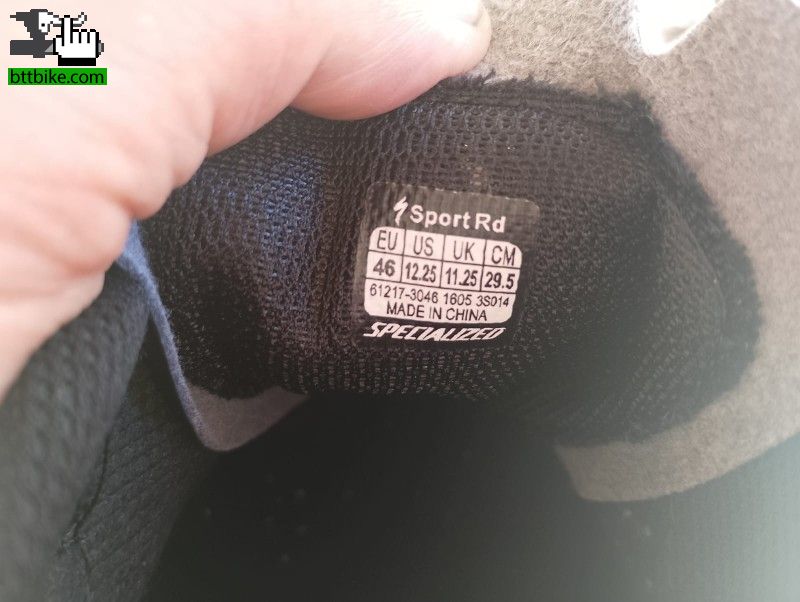 bttbike.com
Sport Rd
EU US UK CM
46 12.25 11.25 29.5
61217-3046 1605 3S014
MADE IN CHINA
SPECIALIZED